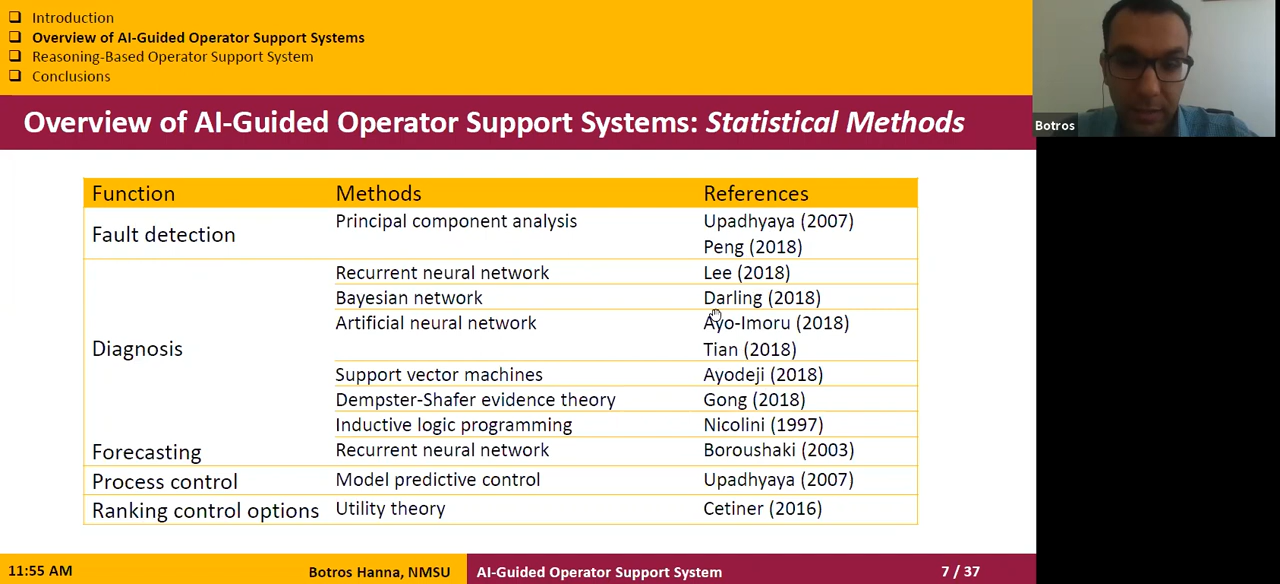 Introduction
Overview of AI-Guided Operator Support Systems
Reasoning-Based Operator Support System
Conclusions
Overview of AI-Guided Operator Support Systems: Statistical Methods
Botros
Function Methods References
Fault detection Principal component analysis Upadhyaya (2007)
Peng (2018)
Diagnosis Recurrent neural network Lee (2018)
Bayesian network Darling (2018)
Artificial neural network Ayo-Imoru (2018)
Tian (2018)
Support vector machines Ayodeji (2018)
Dempster-Shafer evidence theory Gong (2018)
Inductive logic programming Nicolini (1997)
Forecasting Recurrent neural network Boroushaki (2003)
Process control Model predictive control Upadhyaya (2007)
Ranking control options Utility theory Cetiner (2016)
11:55 AM Botros Hanna, NMSU AI-Guided Operator Support System 7 / 37